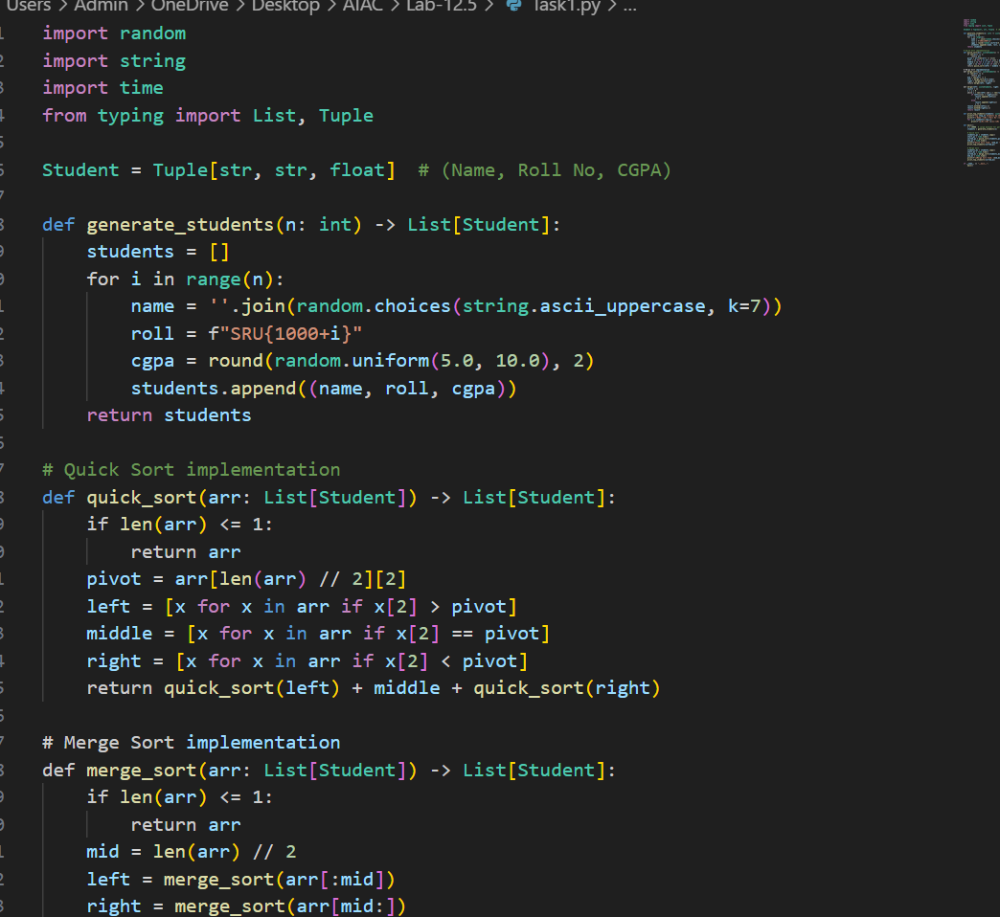 Users > Admin > OneDrive > Desktop > AIAC > Lab-12.5 > Task1.py > ...
import random
import string
import time
from typing import List, Tuple

Student = Tuple[str, str, float]  # (Name, Roll No, CGPA)

def generate_students(n: int) -> List[Student]:
    students = []
    for i in range(n):
        name = ''.join(random.choices(string.ascii_uppercase, k=7))
        roll = f"SRU{1000+i}"
        cgpa = round(random.uniform(5.0, 10.0), 2)
        students.append((name, roll, cgpa))
    return students

# Quick Sort implementation
def quick_sort(arr: List[Student]) -> List[Student]:
    if len(arr) <= 1:
        return arr
    pivot = arr[len(arr) // 2][2]
    left = [x for x in arr if x[2] > pivot]
    middle = [x for x in arr if x[2] == pivot]
    right = [x for x in arr if x[2] < pivot]
    return quick_sort(left) + middle + quick_sort(right)

# Merge Sort implementation
def merge_sort(arr: List[Student]) -> List[Student]:
    if len(arr) <= 1:
        return arr
    mid = len(arr) // 2
    left = merge_sort(arr[:mid])
    right = merge_sort(arr[mid:])